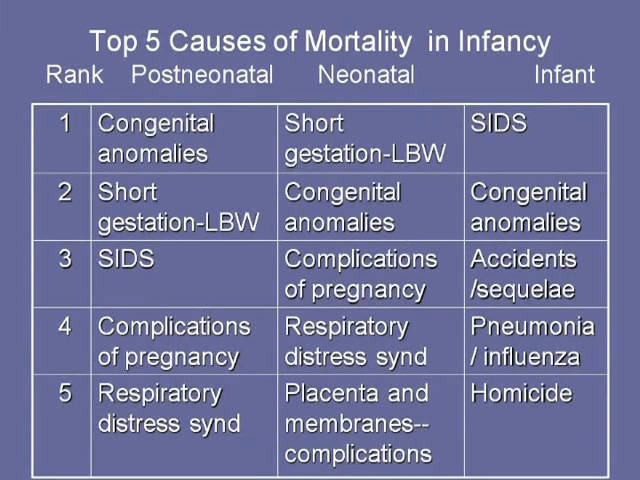 Top 5 Causes of Mortality in Infancy
Rank Postneonatal Neonatal Infant
1 Congenital anomalies Short gestation-LBW SIDS
2 Short gestation-LBW Congenital anomalies Congenital anomalies
3 SIDS Complications of pregnancy Accidents /sequelae
4 Complications of pregnancy Respiratory distress synd Pneumonia / influenza
5 Respiratory distress synd Placenta and membranes-- complications Homicide